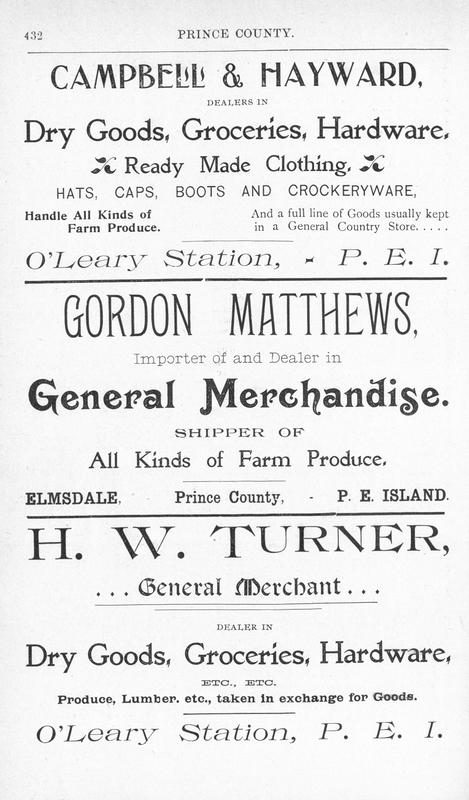 432
PRINCE COUNTY.
CAMPBELL & HAYWARD,
DEALERS IN
Dry Goods, Groceries, Hardware,
Ready Made Clothing,
HATS, CAPS, BOOTS AND CROCKERYWARE,
Handle All Kinds of
Farm Produce.
And a full line of Goods usually kept
in a General Country Store.....
O'Leary Station, - P. E. I.
GORDON MATTHEWS,
Importer of and Dealer in
General Merchandise.
SHIPPER OF
All Kinds of Farm Produce.
ELMSDALE, Prince County, - P. E. ISLAND.
H. W. TURNER,
... General Merchant ...
DEALER IN
Dry Goods, Groceries, Hardware,
ETC., ETC.
Produce, Lumber. etc., taken in exchange for Goods.
O'Leary Station, P. E. I.